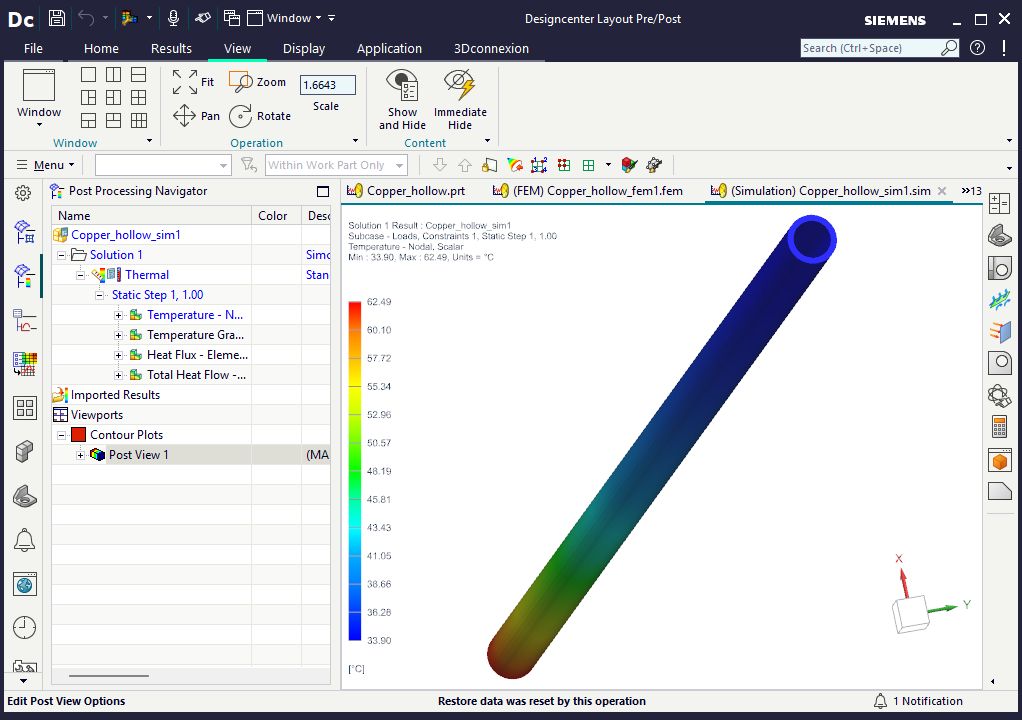 Dc
Window
Designcenter Layout Pre/Post
SIEMENS
File
Home
Results
View
Display
Application
3Dconnexion
Search (Ctrl+Space)
Window
Fit
Zoom
1.6643
Pan
Rotate
Scale
Show and Hide
Immediate Hide
Window
Operation
Content
Menu
Within Work Part Only
Post Processing Navigator
Copper_hollow.prt
(FEM) Copper_hollow_fem1.fem
(Simulation) Copper_hollow_sim1.sim
13
Name
Color
Desc
Copper_hollow_sim1
Solution 1
Simc
Thermal
Stan
Static Step 1, 1.00
Temperature - N...
Temperature Gra...
Heat Flux - Eleme...
Total Heat Flow -...
Imported Results
Viewports
Contour Plots
Post View 1
(MA
Solution 1 Result : Copper_hollow_sim1
Subcase - Loads, Constraints 1, Static Step 1, 1.00
Temperature - Nodal, Scalar
Min : 33.90, Max : 62.49, Units = °C
62.49
60.10
57.72
55.34
52.96
50.57
48.19
45.81
43.43
41.05
38.66
36.28
33.90
[°C]
X
Y
Edit Post View Options
Restore data was reset by this operation
1 Notification